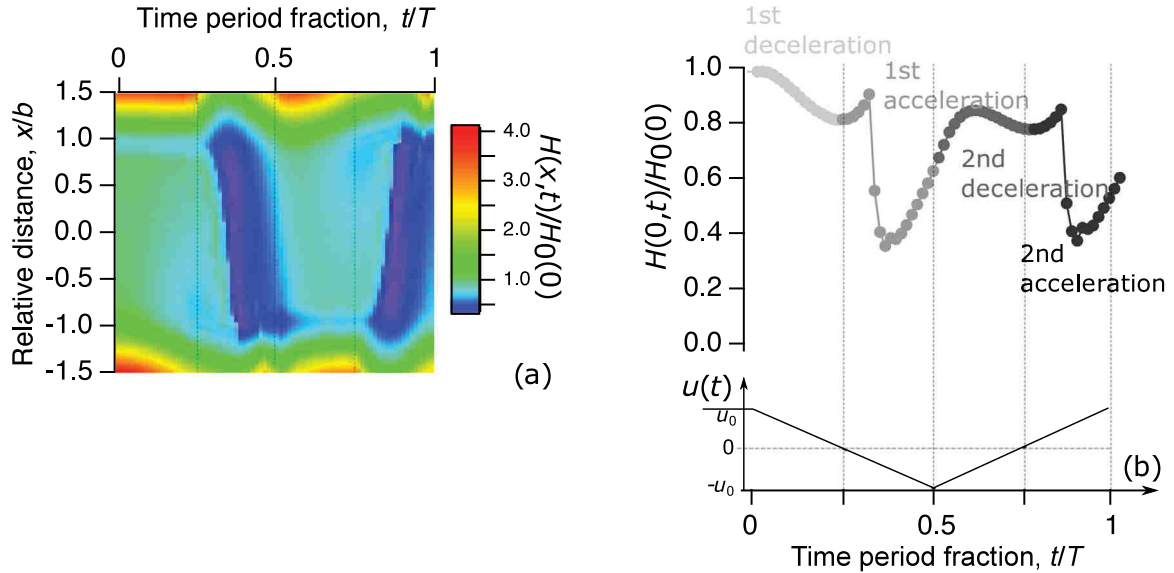 Time period fraction, t/T
0
0.5
1
Relative distance, x/b
1.5
1.0
0.5
0.0
-0.5
-1.0
-1.5
4.0
3.0
2.0
1.0
H(x,t)/H0(0)
(a)
1st
deceleration
1st
acceleration
2nd
deceleration
2nd
acceleration
H(0,t)/H0(0)
1.0
0.8
0.6
0.4
0.2
0.0
u(t)
u0
0
-u0
(b)
0
0.5
1
Time period fraction, t/T